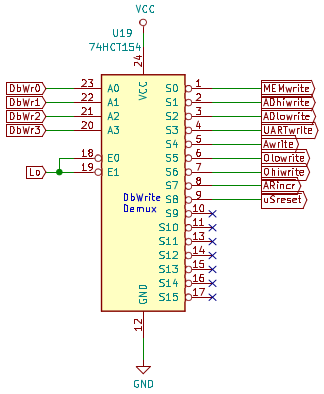 VCC
U19
74HCT154
24
VCC
DbWr0 23 A0 S0 1 MEMwrite
DbWr1 22 A1 S1 2 ADhiwrite
DbWr2 21 A2 S2 3 ADlowrite
DbWr3 20 A3 S3 4 UARTwrite
S4 5 Awrite
18 E0 S5 6 Olowrite
Lo 19 E1 S6 7 Ohiwrite
S7 8 ARincr
DbWrite S8 9 uSreset
Demux S9 10
S10 11
S11 12
S12 13
S13 14
S14 16
S15 17
GND
12
GND